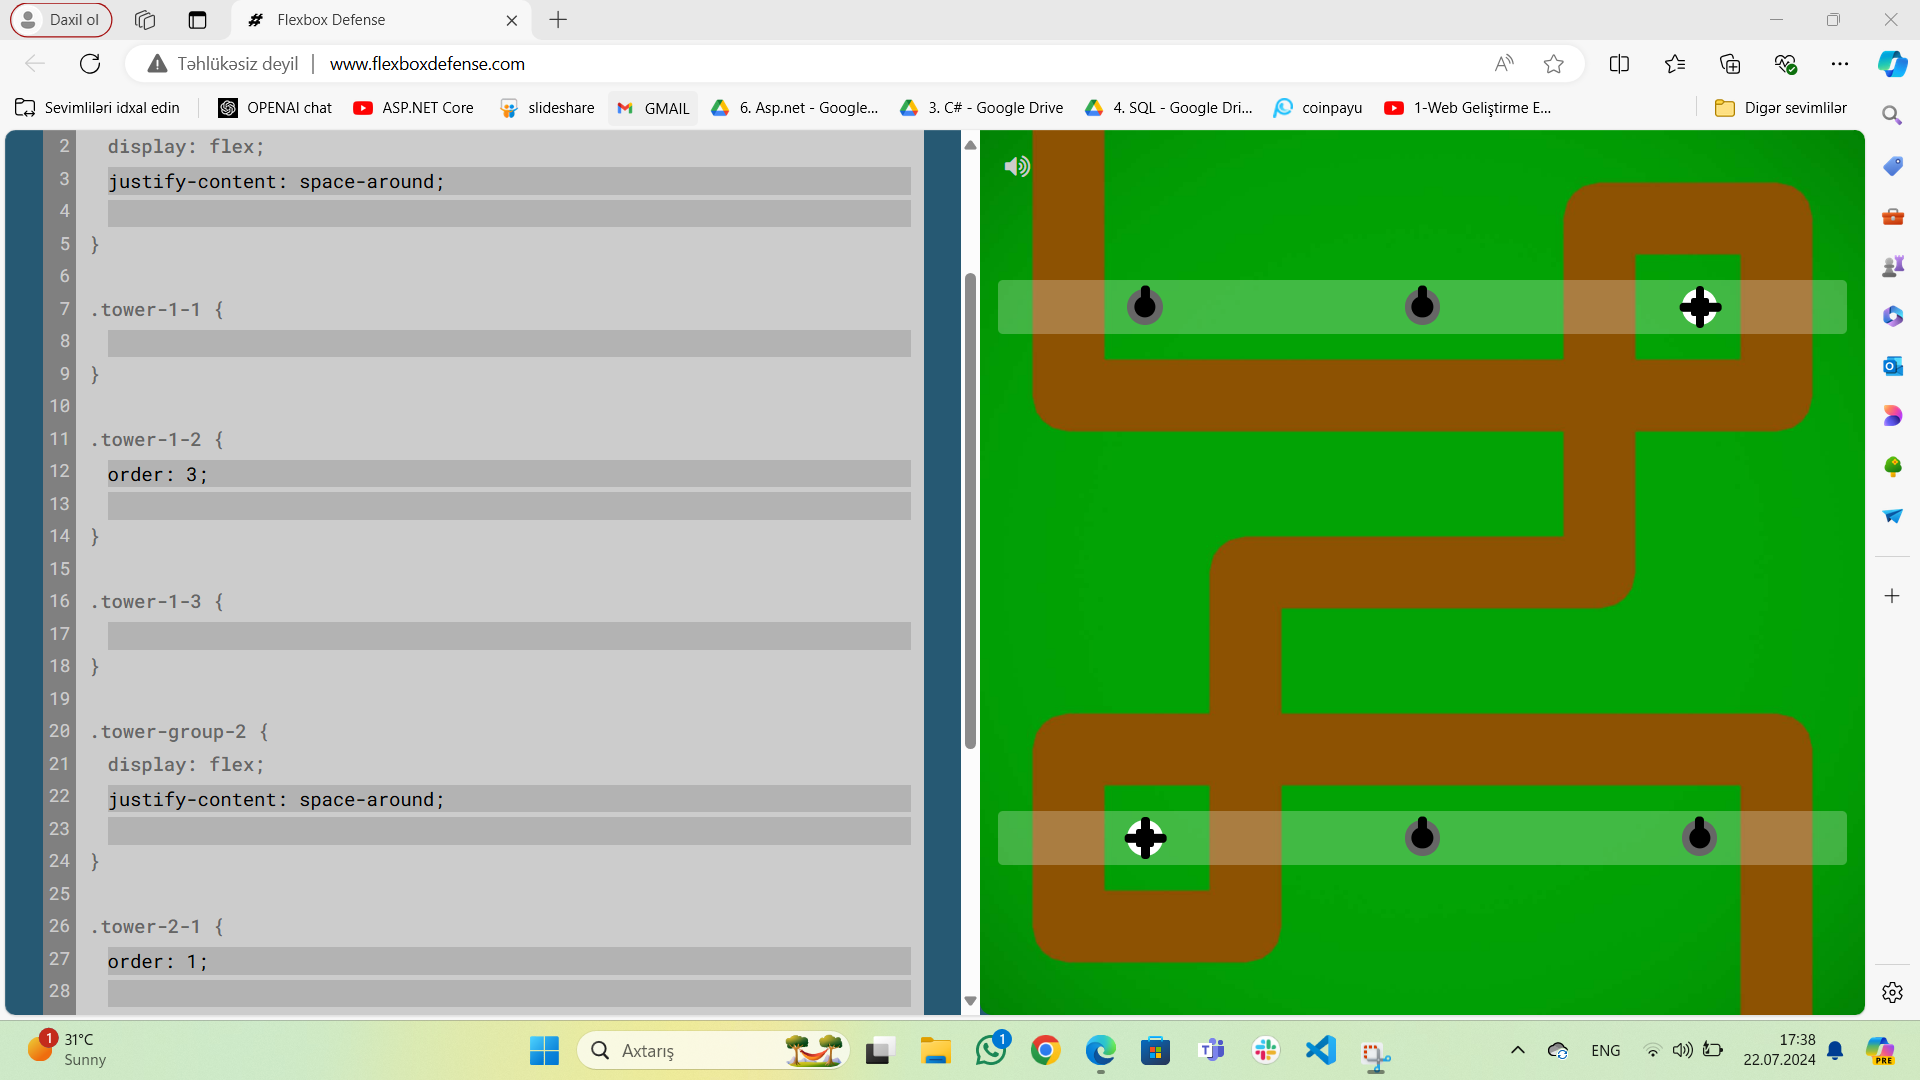 Daxil ol
Flexbox Defense
Təhlükəsiz deyil
www.flexboxdefense.com
Sevimliləri idxal edin
OPENAI chat
ASP.NET Core
slideshare
GMAIL
6. Asp.net - Google...
3. C# - Google Drive
4. SQL - Google Dri...
coinpayu
1-Web Geliştirme E...
Digər sevimlilər
2 display: flex;
3 justify-content: space-around;
4
5 }
6
7 .tower-1-1 {
8
9 }
10
11 .tower-1-2 {
12 order: 3;
13
14 }
15
16 .tower-1-3 {
17
18 }
19
20 .tower-group-2 {
21 display: flex;
22 justify-content: space-around;
23
24 }
25
26 .tower-2-1 {
27 order: 1;
28
1
31°C
Sunny
Axtarış
1
ENG
17:38
22.07.2024
PRE